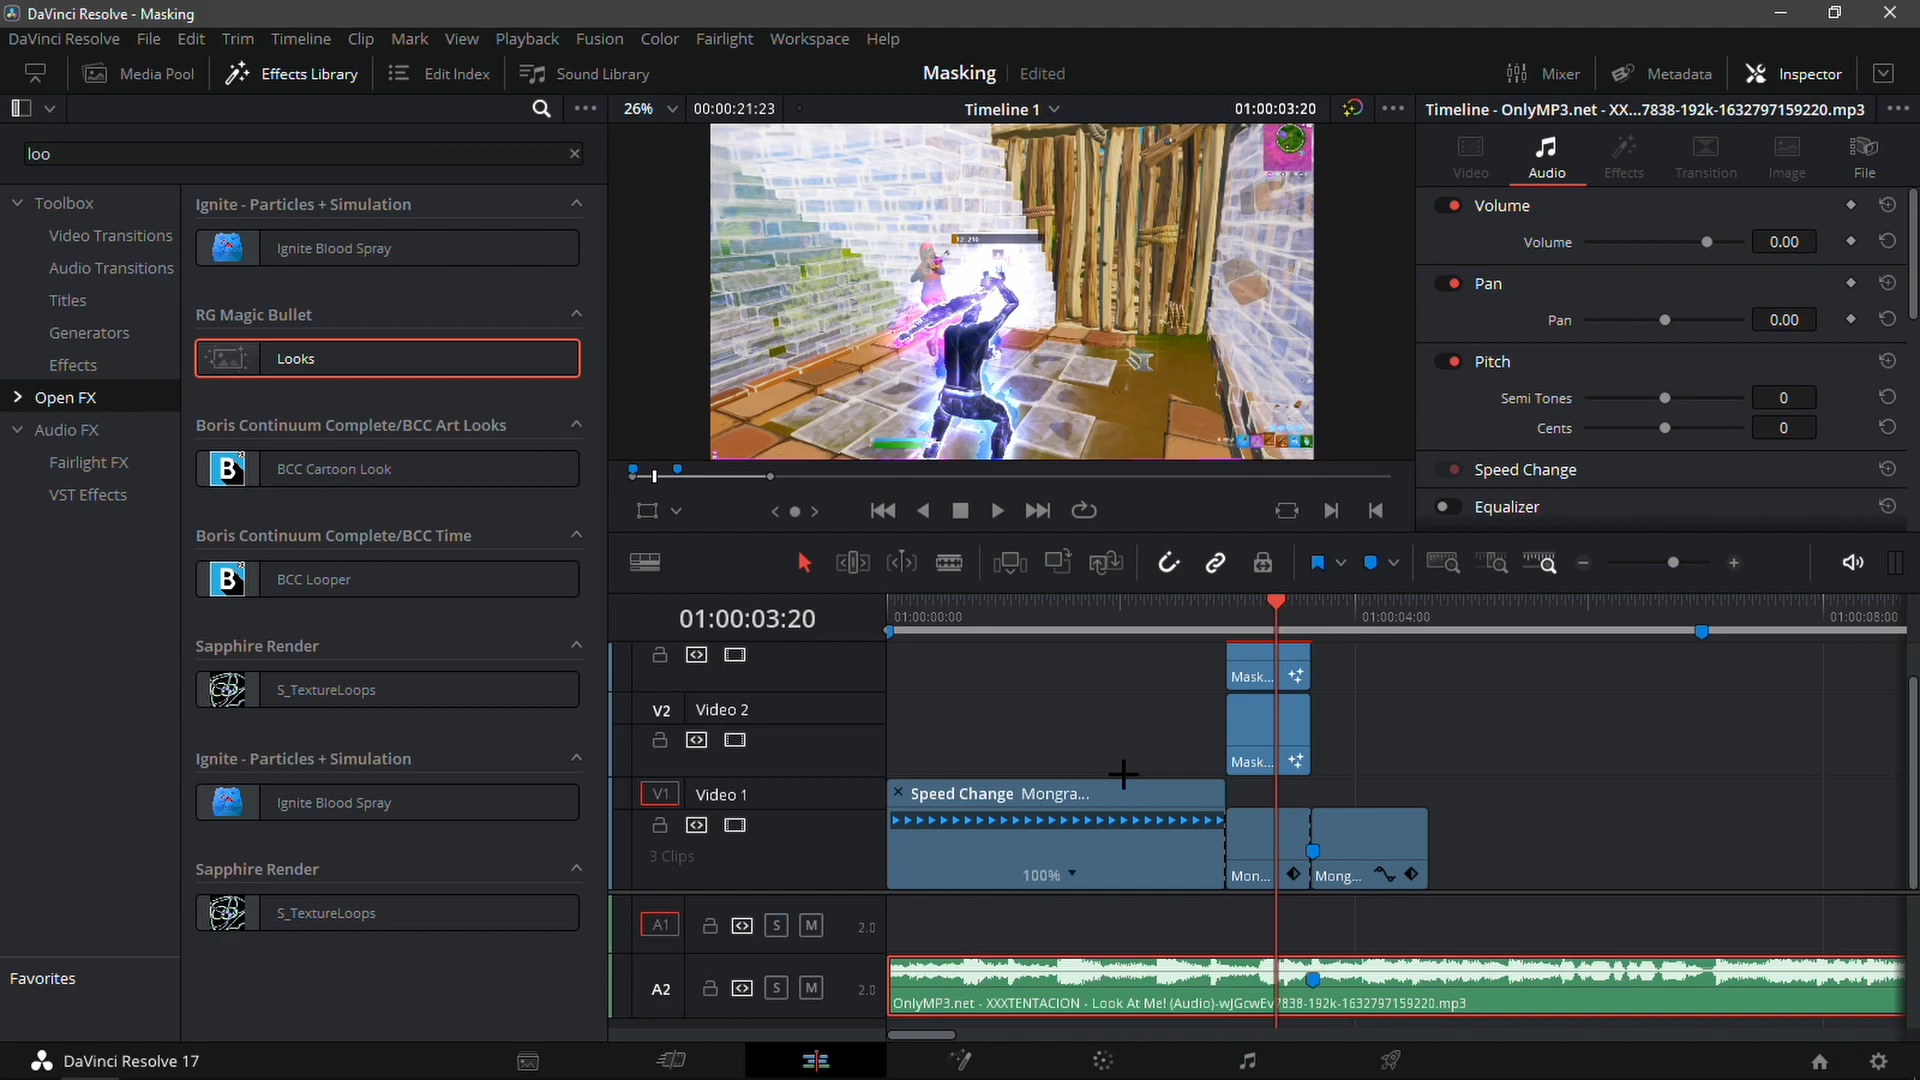 DaVinci Resolve - Masking
DaVinci Resolve File Edit Trim Timeline Clip Mark View Playback Fusion Color Fairlight Workspace Help
Media Pool Effects Library Edit Index Sound Library Masking Edited Mixer Metadata Inspector
26% 00:00:21:23 Timeline 1 01:00:03:20 Timeline - OnlyMP3.net - XX...7838-192k-1632797159220.mp3
loo
Video Audio Effects Transition Image File
Toolbox
Video Transitions
Audio Transitions
Titles
Generators
Effects
Open FX
Audio FX
Fairlight FX
VST Effects
Favorites
Ignite - Particles + Simulation
Ignite Blood Spray
RG Magic Bullet
Looks
Boris Continuum Complete/BCC Art Looks
B BCC Cartoon Look
Boris Continuum Complete/BCC Time
B BCC Looper
Sapphire Render
S_TextureLoops
Ignite - Particles + Simulation
Ignite Blood Spray
Sapphire Render
S_TextureLoops
Volume
Volume 0.00
Pan
Pan 0.00
Pitch
Semi Tones 0
Cents 0
Speed Change
Equalizer
01:00:03:20
01:00:00:00 01:00:04:00 01:00:08:00
Mask...
V2 Video 2
Mask...
V1 Video 1
Speed Change Mongra...
3 Clips
100% Mon... Mong...
A1 S M 2.0
A2 S M 2.0
OnlyMP3.net - XXXTENTACION - Look At Me! (Audio)-wJGcwEv7838-192k-1632797159220.mp3
DaVinci Resolve 17